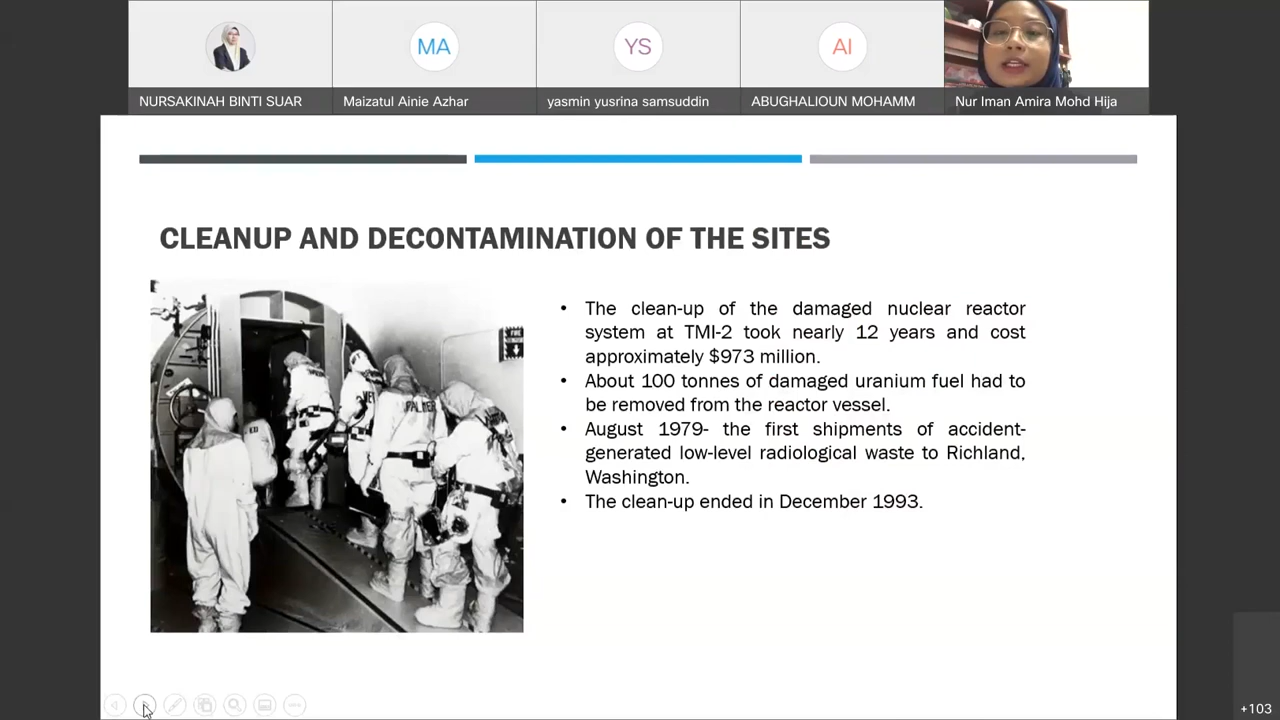 MA
YS
AI
NURSAKINAH BINTI SUAR
Maizatul Ainie Azhar
yasmin yusrina samsuddin
ABUGHALIOUN MOHAMM
Nur Iman Amira Mohd Hija
CLEANUP AND DECONTAMINATION OF THE SITES
• The clean-up of the damaged nuclear reactor
system at TMI-2 took nearly 12 years and cost
approximately $973 million.
• About 100 tonnes of damaged uranium fuel had to
be removed from the reactor vessel.
• August 1979- the first shipments of accident-
generated low-level radiological waste to Richland,
Washington.
• The clean-up ended in December 1993.
PALMER
+103